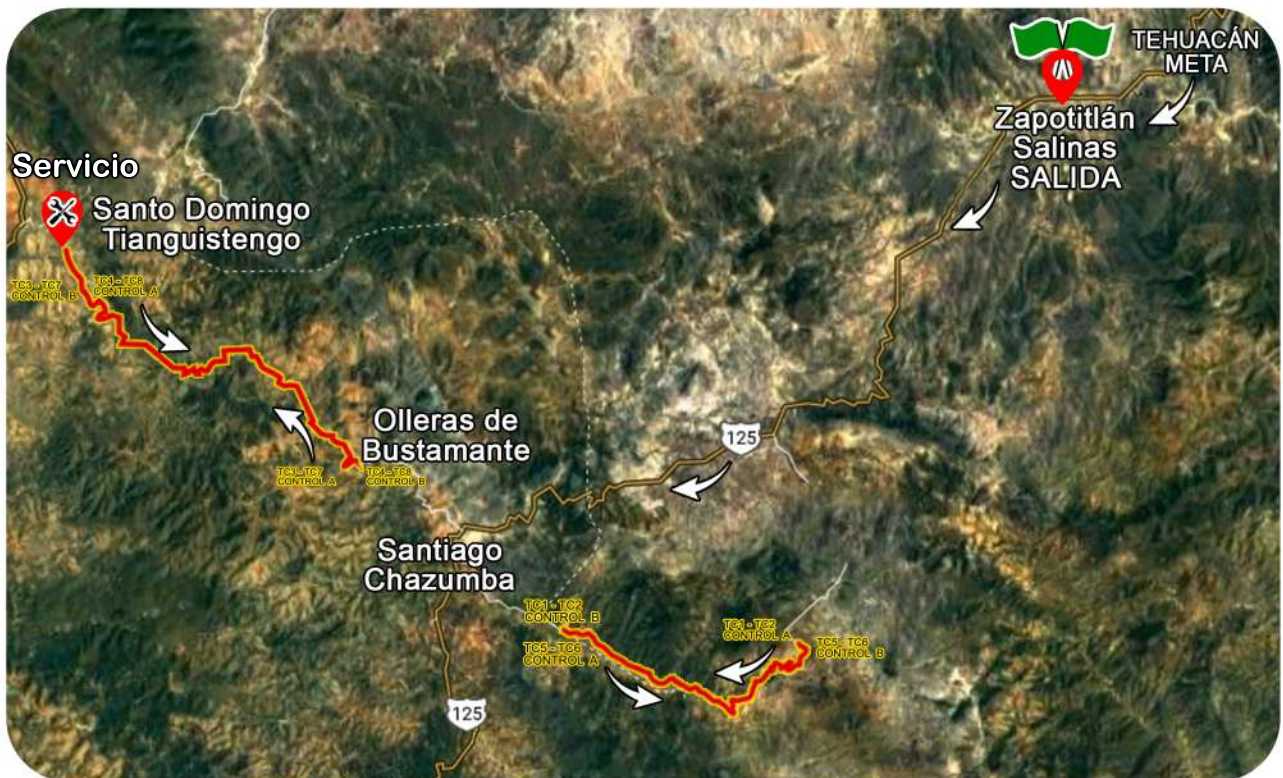 TEHUACÁN
META
Zapotitlán
Salinas
SALIDA
Servicio
Santo Domingo
Tianguistengo
TC3 - TC7
CONTROL B
TC4 - TC8
CONTROL A
Olleras de
Bustamante
125
TC3 - TC7
CONTROL A
TC4 - TC8
CONTROL B
Santiago
Chazumba
TC1 - TC2
CONTROL B
TC1 - TC2
CONTROL A
TC5 - TC6
CONTROL A
TC5 - TC6
CONTROL B
125